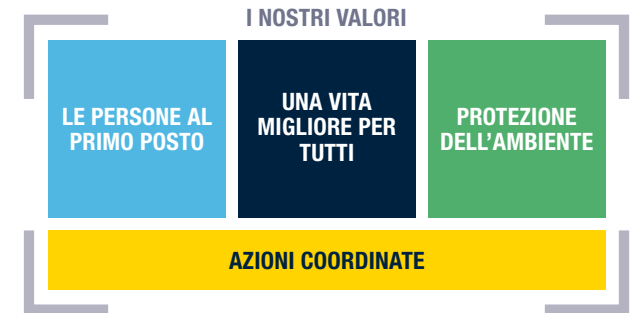 I NOSTRI VALORI
LE PERSONE AL
PRIMO POSTO
UNA VITA
MIGLIORE PER
TUTTI
PROTEZIONE
DELL’AMBIENTE
AZIONI COORDINATE